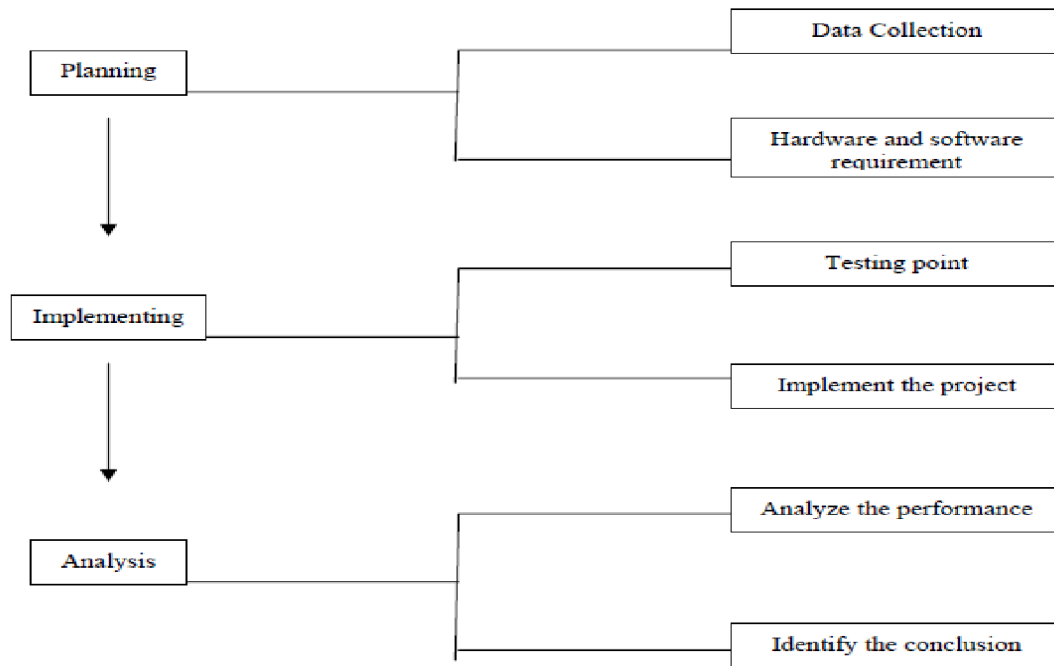 Data Collection
Planning
Hardware and software
requirement
Testing point
Implementing
Implement the project
Analyze the performance
Analysis
Identify the conclusion